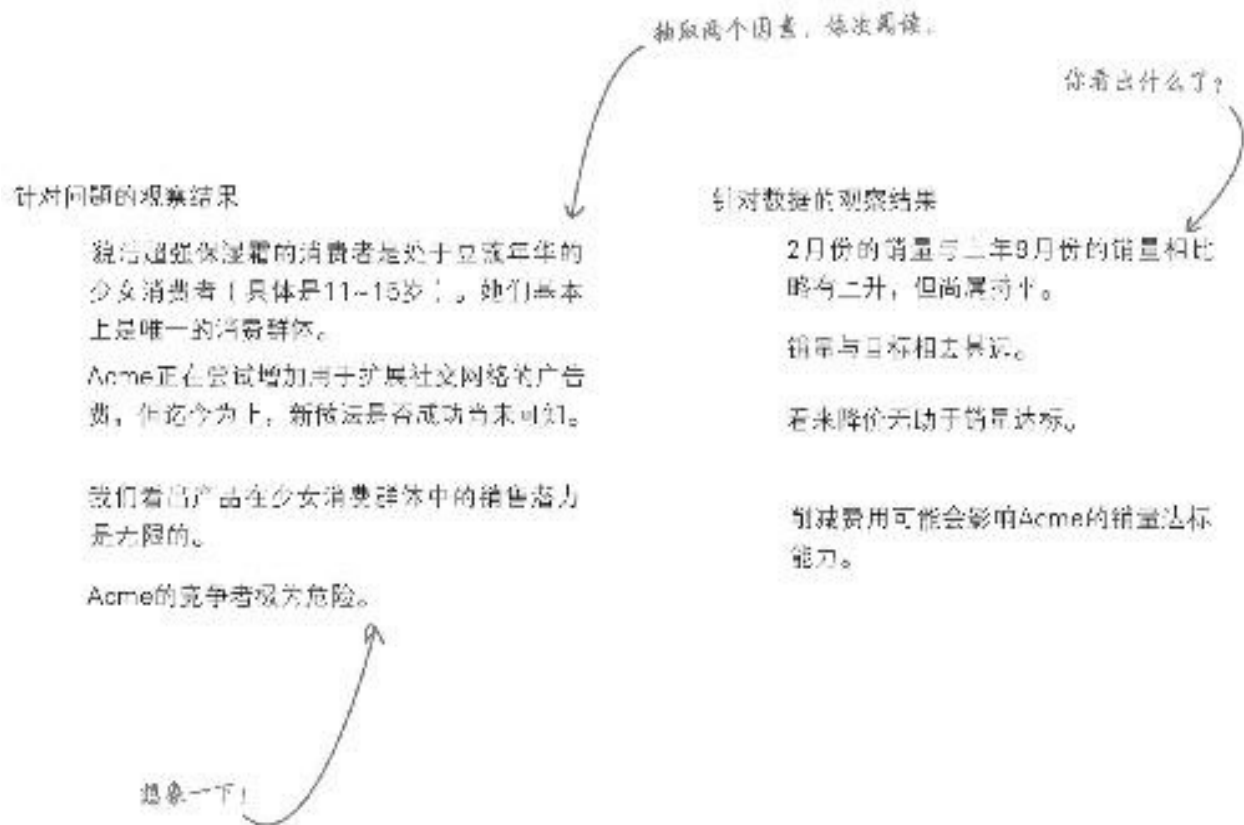 抽取两个因素，依次阅读。
你看出什么了？
针对问题的观察结果
貌洁超强保湿霜的消费者是处于豆蔻年华的
少女消费者（具体是11~15岁）。她们基本
上是唯一的消费群体。
Acme正在尝试增加用于扩展社交网络的广告
费，但迄今为止，新做法是否成功尚未可知。
我们看出产品在少女消费群体中的销售潜力
是无限的。
Acme的竞争者极为危险。
想象一下！
针对数据的观察结果
2月份的销量与上年9月份的销量相比
略有上升，但尚属持平。
销量与目标相去甚远。
看来降价无助于销量达标。
削减费用可能会影响Acme的销量达标
能力。